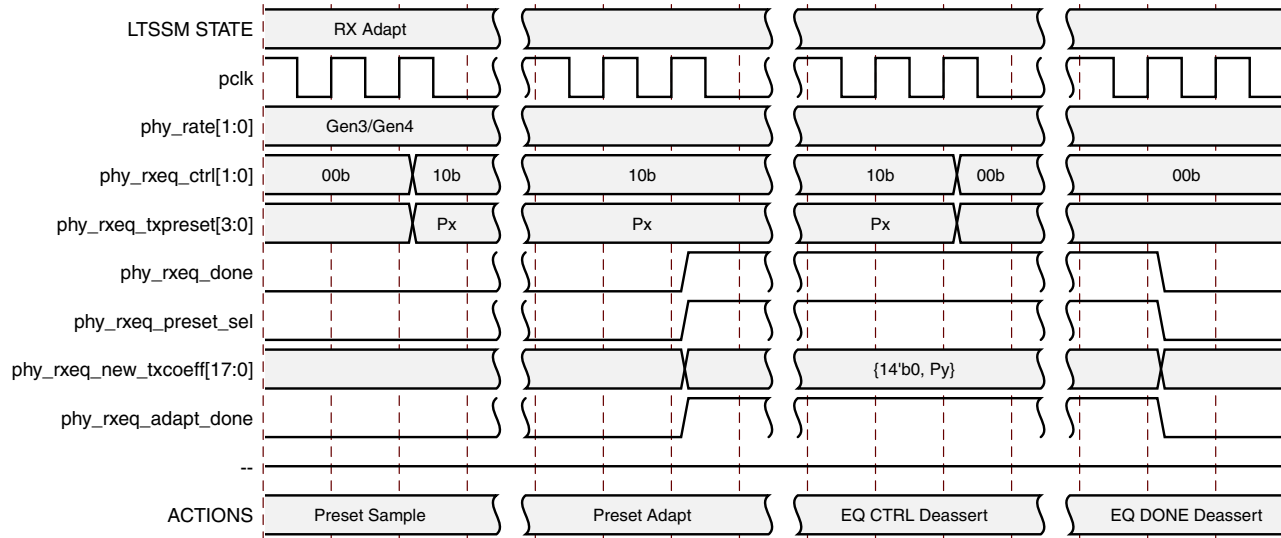 LTSSM STATE RX Adapt
pclk
phy_rate[1:0] Gen3/Gen4
phy_rxeq_ctrl[1:0] 00b 10b 10b 10b 00b 00b
phy_rxeq_txpreset[3:0] Px Px Px
phy_rxeq_done
phy_rxeq_preset_sel
phy_rxeq_new_txcoeff[17:0] {14'b0, Py}
phy_rxeq_adapt_done
--
ACTIONS Preset Sample Preset Adapt EQ CTRL Deassert EQ DONE Deassert